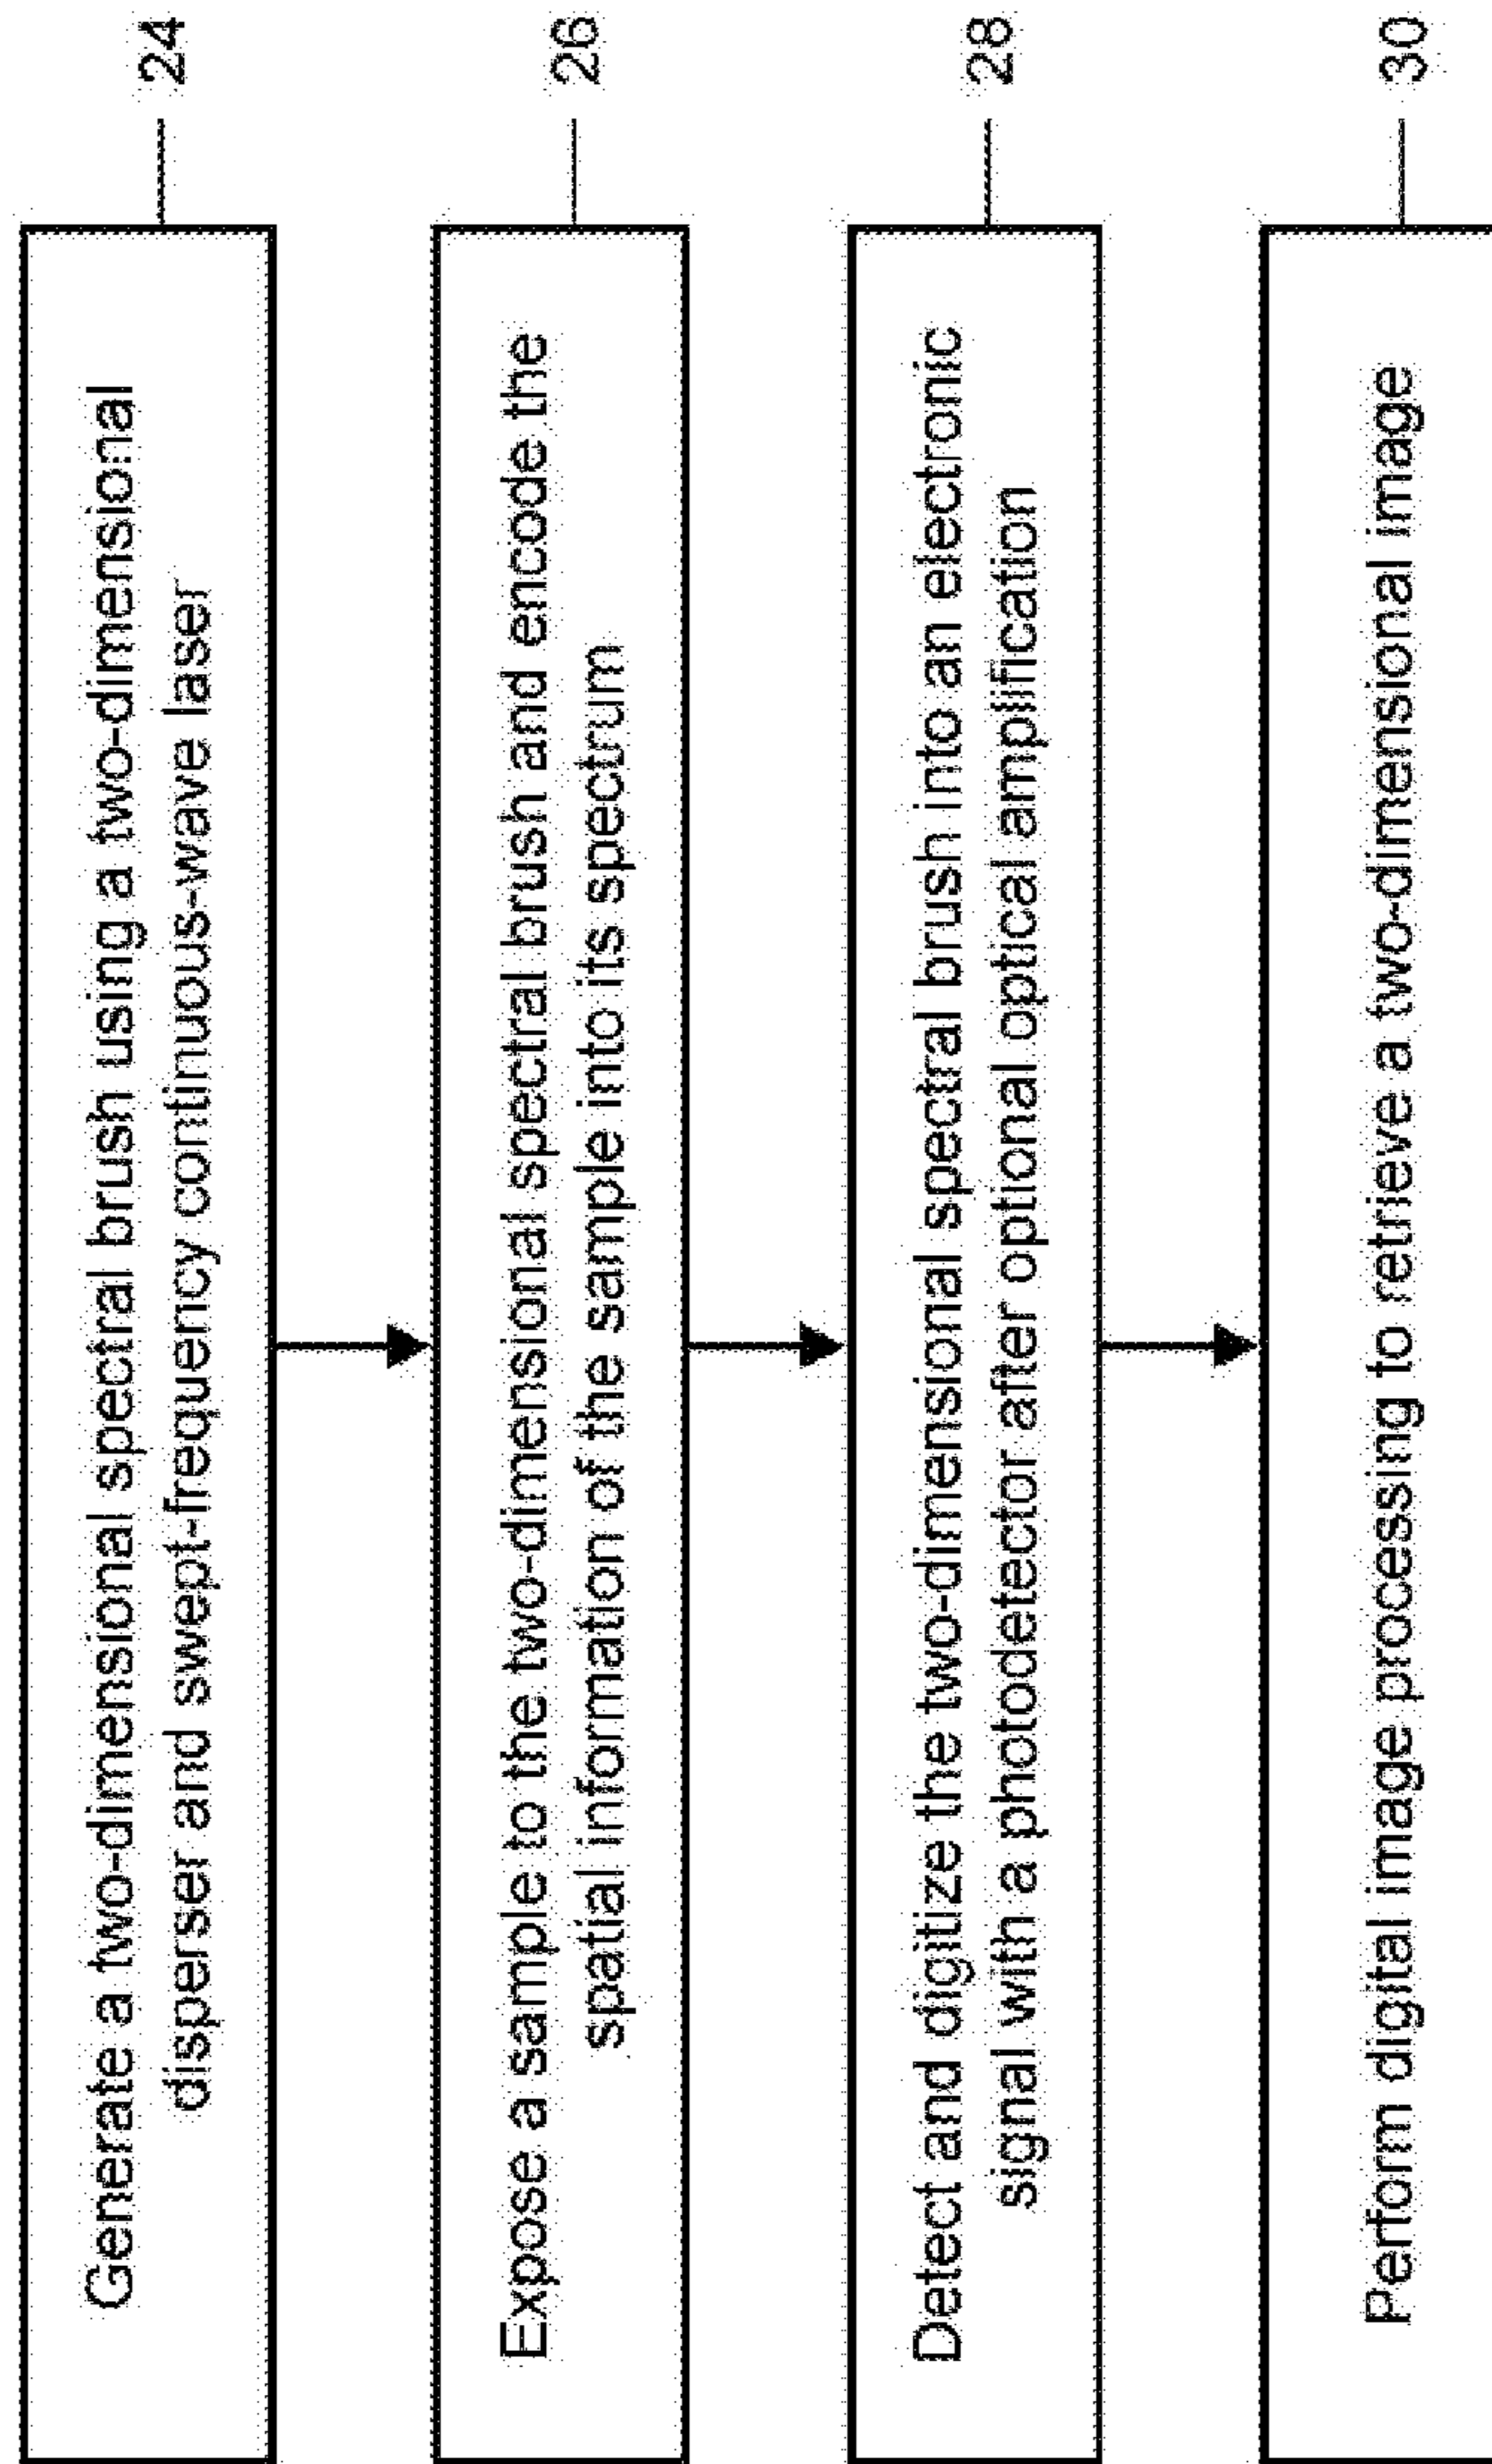 Generate a two-dimensional spectral brush using a two-dimensional
disperser and swept-frequency continuous-wave laser
24
Expose a sample to the two-dimensional spectral brush and encode the
spatial information of the sample into its spectrum
26
Detect and digitize the two-dimensional spectral brush into an electronic
signal with a photodetector after optional optical amplification
28
Perform digital image processing to retrieve a two-dimensional image
30